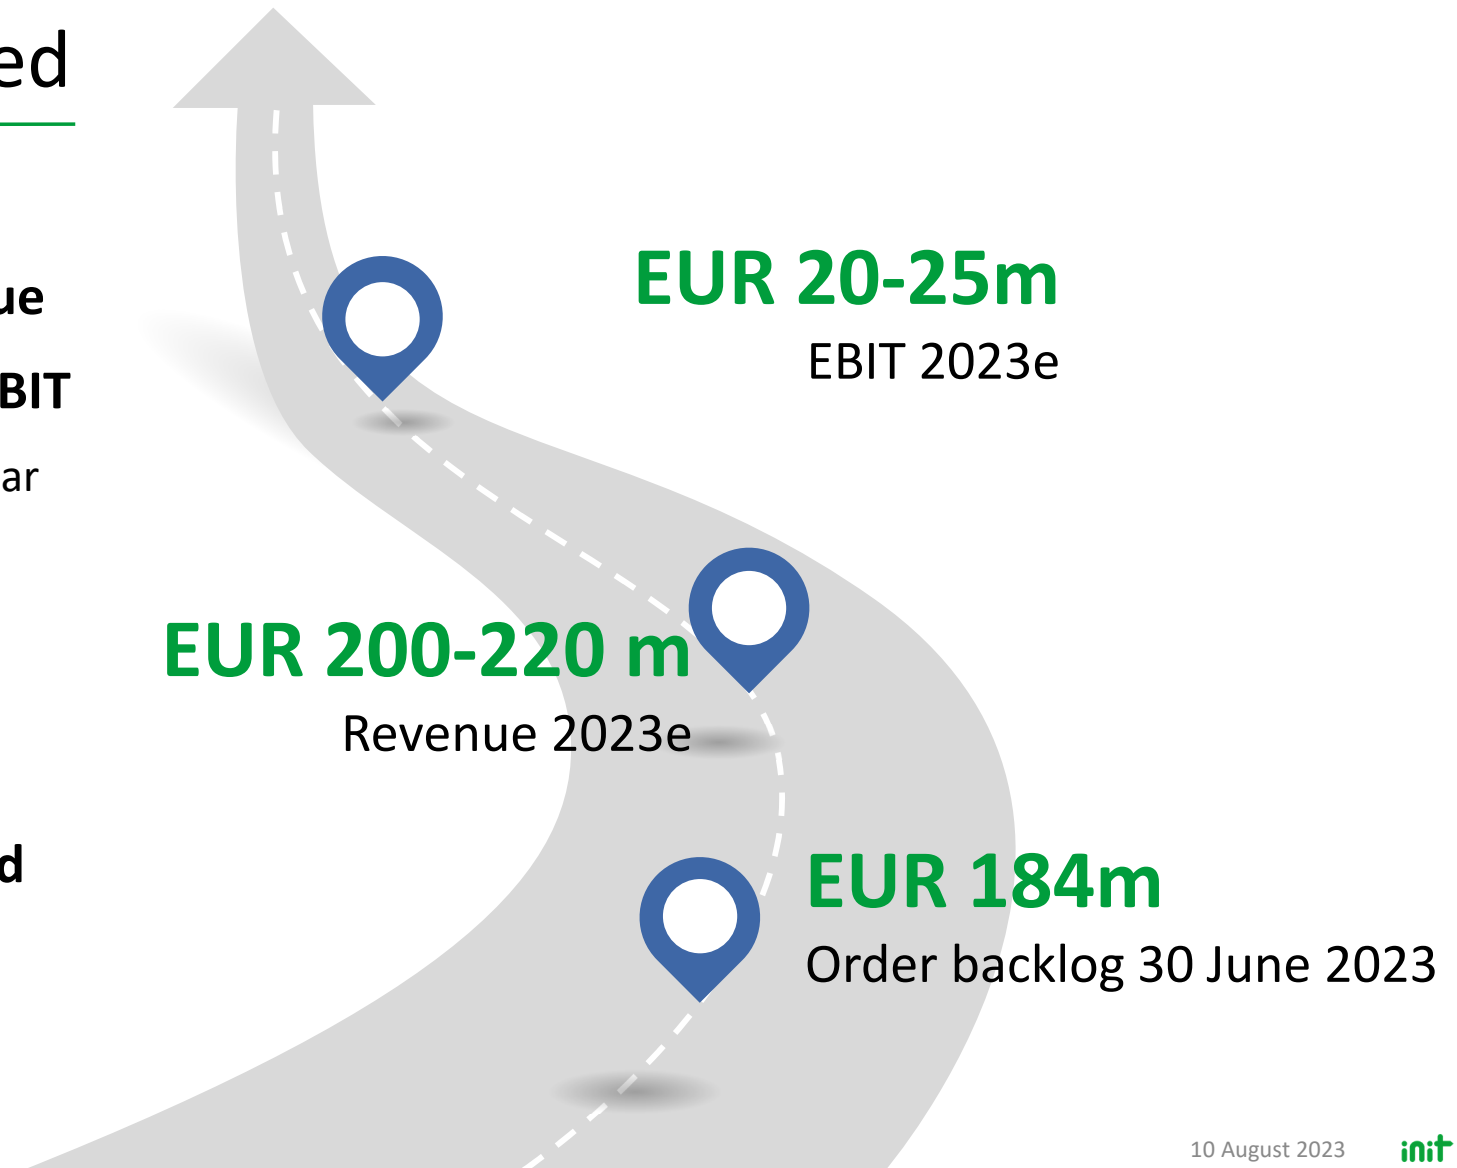 ed
ue
BIT
ar
d
EUR 20-25m
EBIT 2023e
EUR 200-220 m
Revenue 2023e
EUR 184m
Order backlog 30 June 2023
10 August 2023
init